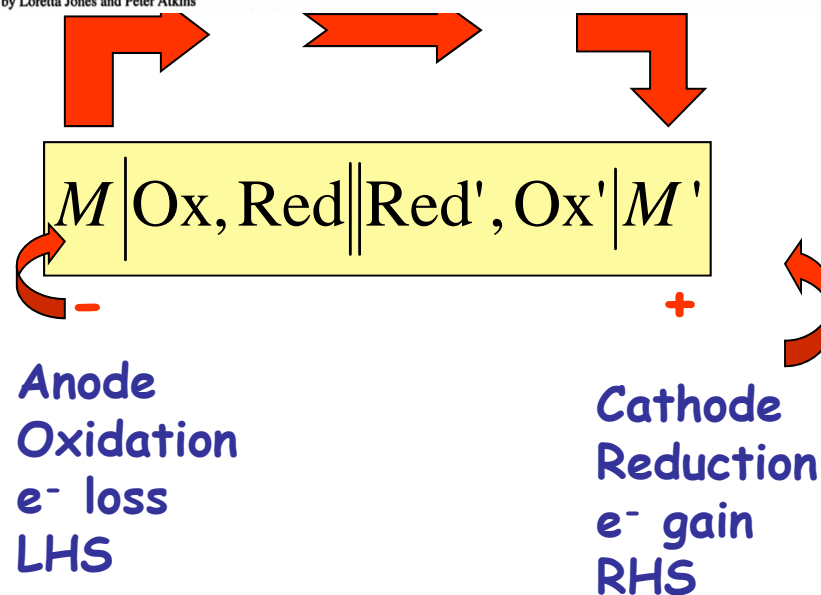 by Loretta Jones and Peter Atkins
M|Ox, Red||Red', Ox'|M'
- +
Anode
Oxidation
e⁻ loss
LHS
Cathode
Reduction
e⁻ gain
RHS